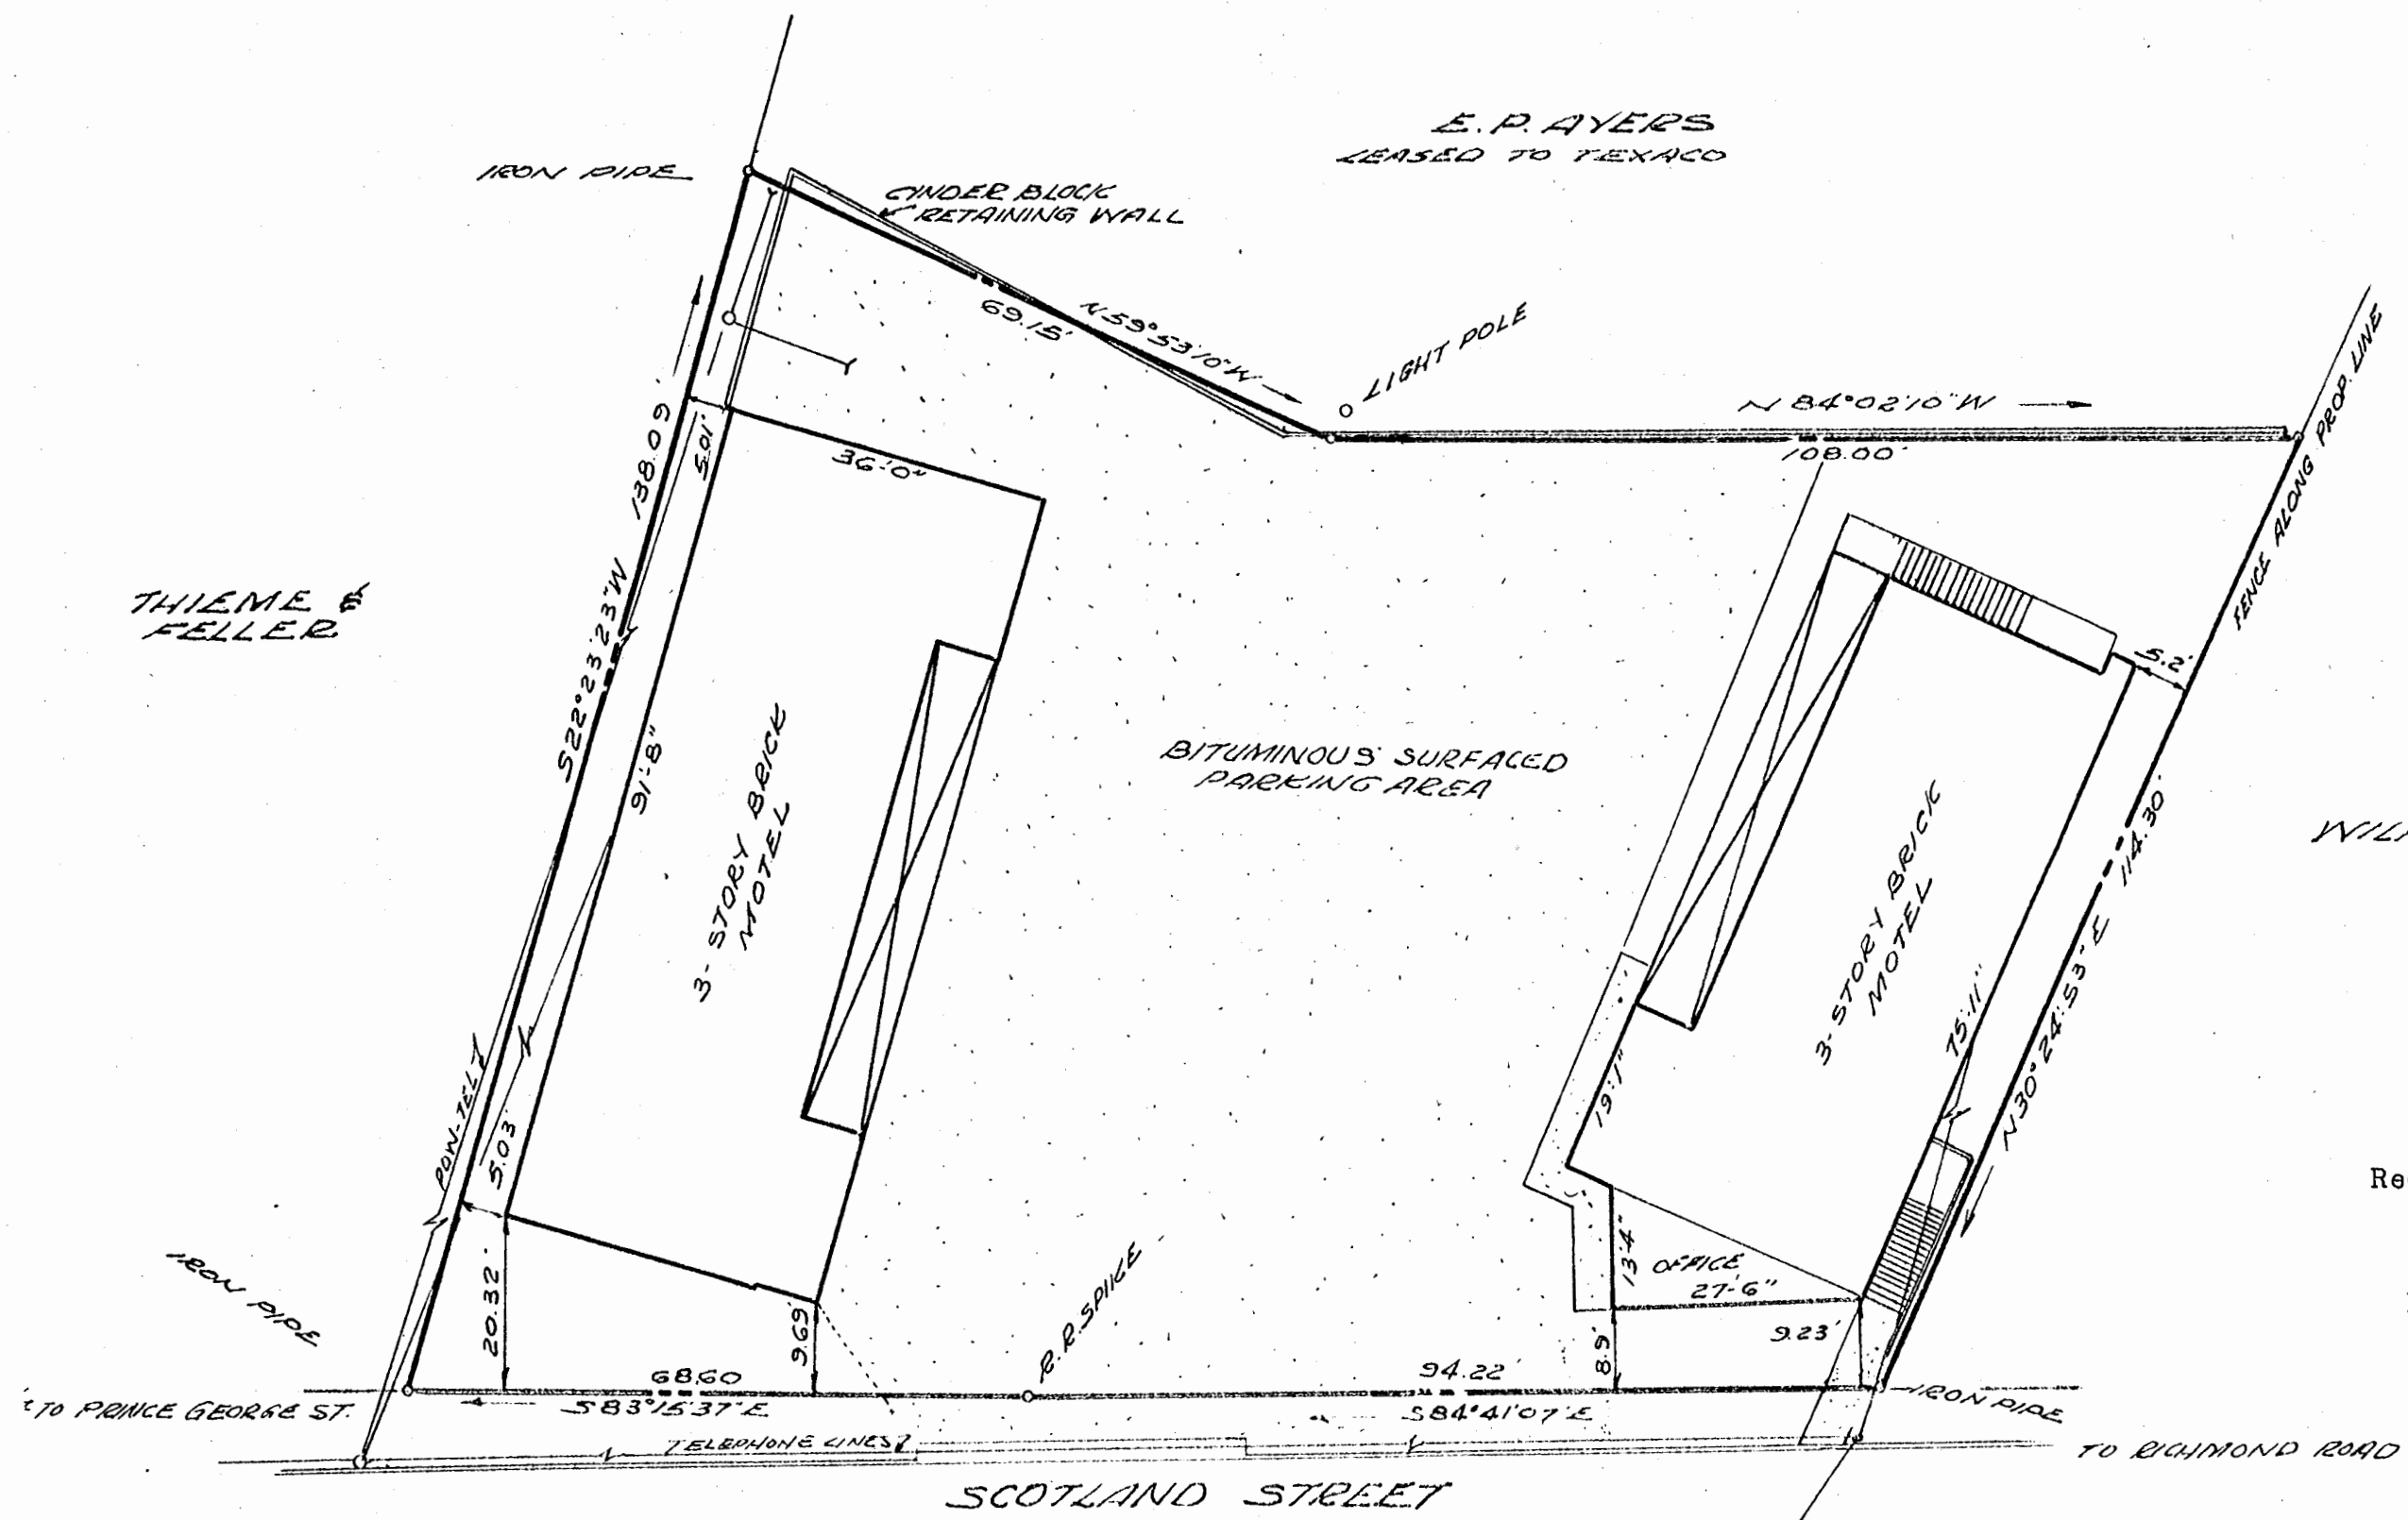 E.P. AYERS
LEASED TO TEXACO
IRON PIPE
CINDER BLOCK
RETAINING WALL
69.15'
N59°53'10"W
LIGHT POLE
N 84°02'10"W
108.00'
FENCE ALONG PROP. LINE
138.09'
S22°23'23"W
5.01'
36'-0"
THIEME &
FELLER
91'-8"
3-STORY BRICK
MOTEL
BITUMINOUS SURFACED
PARKING AREA
5.2'
3-STORY BRICK
MOTEL
75'-11"
114.30'
N30°24'53"E
19'-1"
POW-TEL
5.03'
IRON PIPE
20.32'
9.69'
R.R. SPIKE
13'-4"
OFFICE
27'-6"
8.9'
9.23'
68.60
S83°15'37"E
94.22'
S84°41'07"E
IRON PIPE
TO PRINCE GEORGE ST.
TELEPHONE LINES
TO RICHMOND ROAD
SCOTLAND STREET
Re